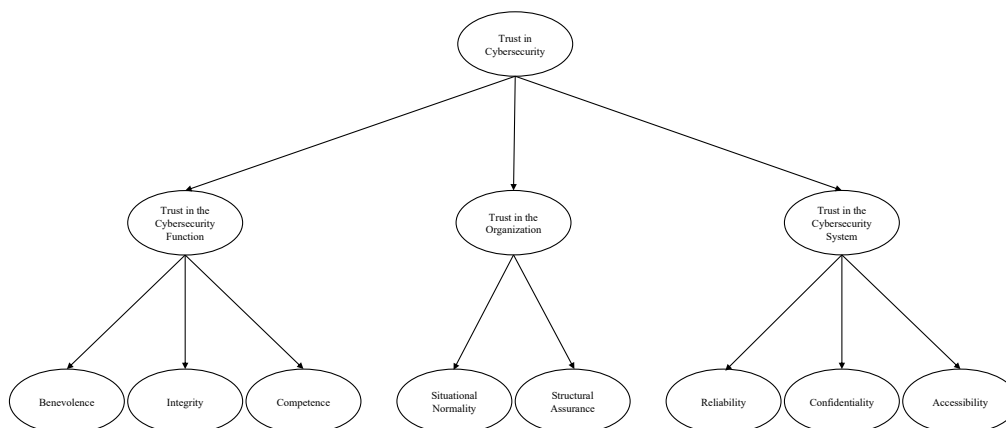 Trust in
Cybersecurity
Trust in the
Cybersecurity
Function
Trust in the
Organization
Trust in the
Cybersecurity
System
Benevolence
Integrity
Competence
Situational
Normality
Structural
Assurance
Reliability
Confidentiality
Accessibility